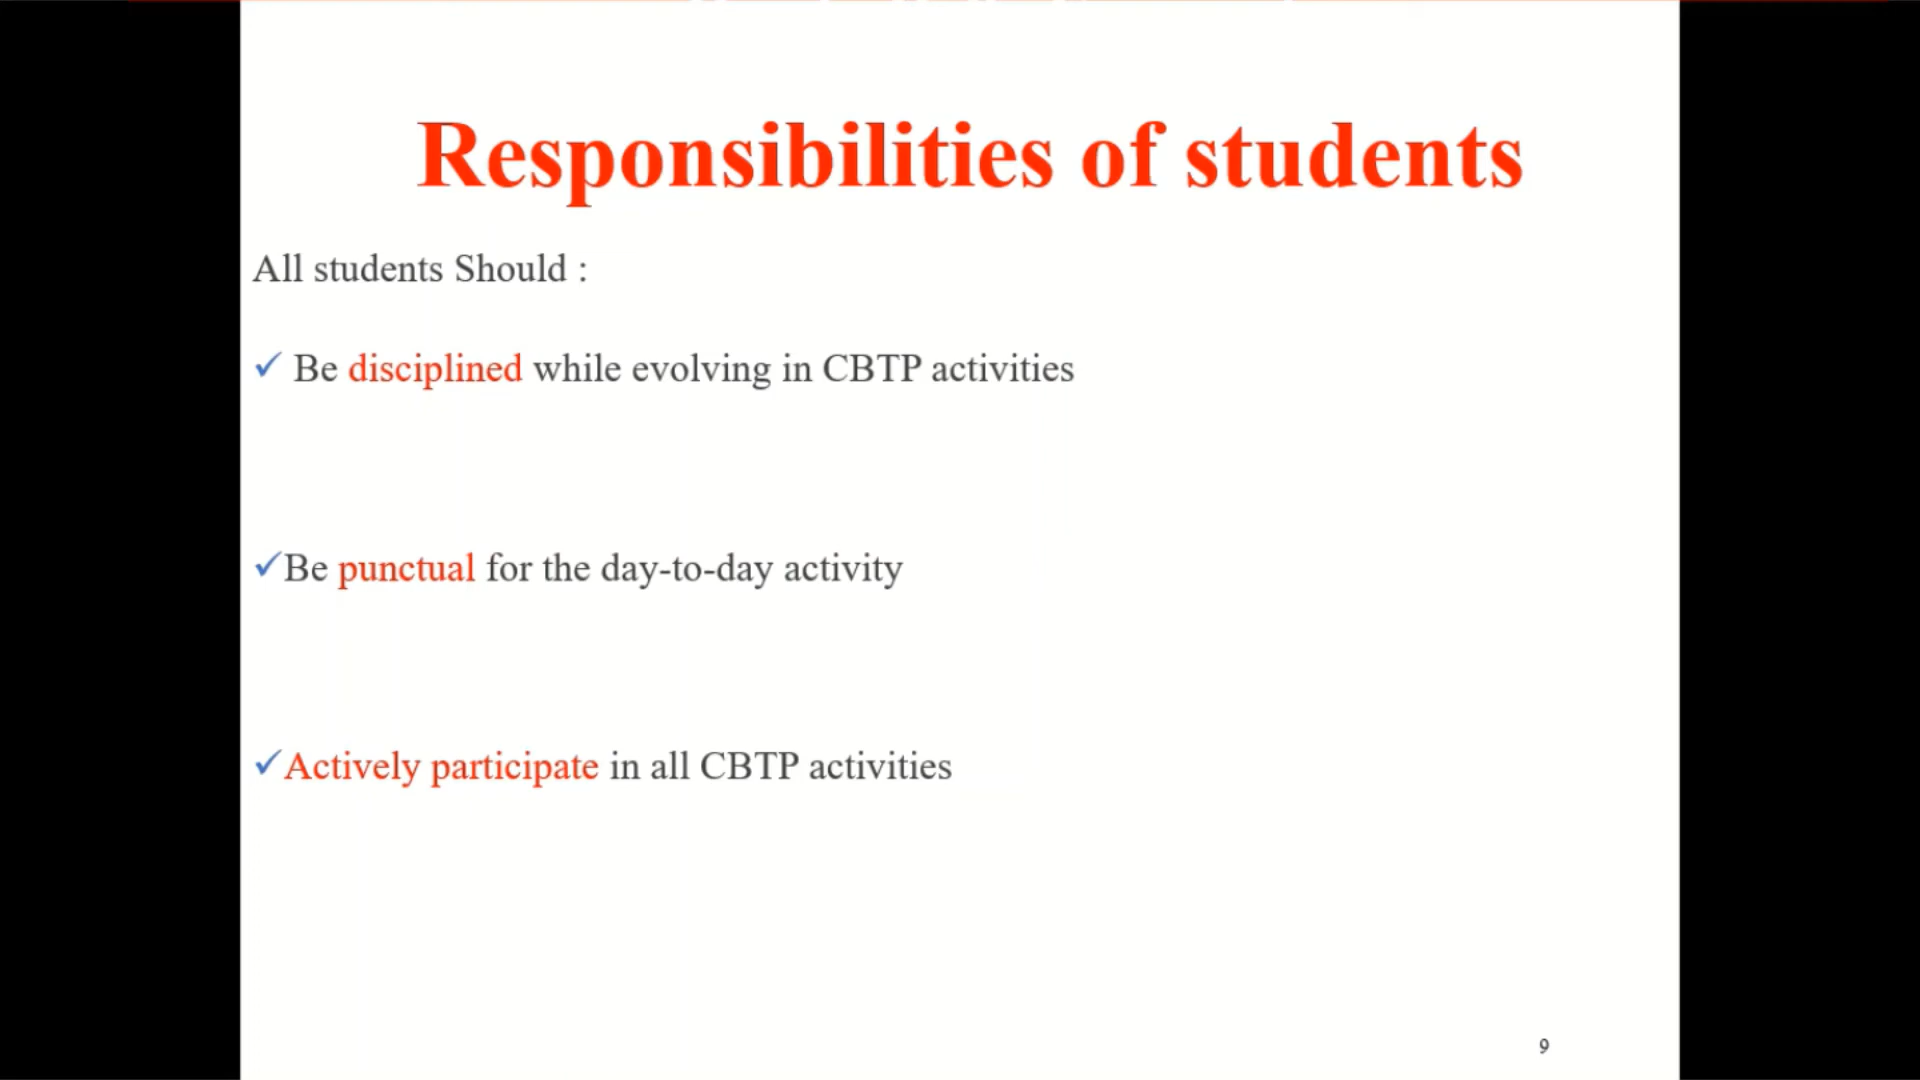 Responsibilities of students
All students Should :
✓ Be disciplined while evolving in CBTP activities
✓Be punctual for the day-to-day activity
✓Actively participate in all CBTP activities
9